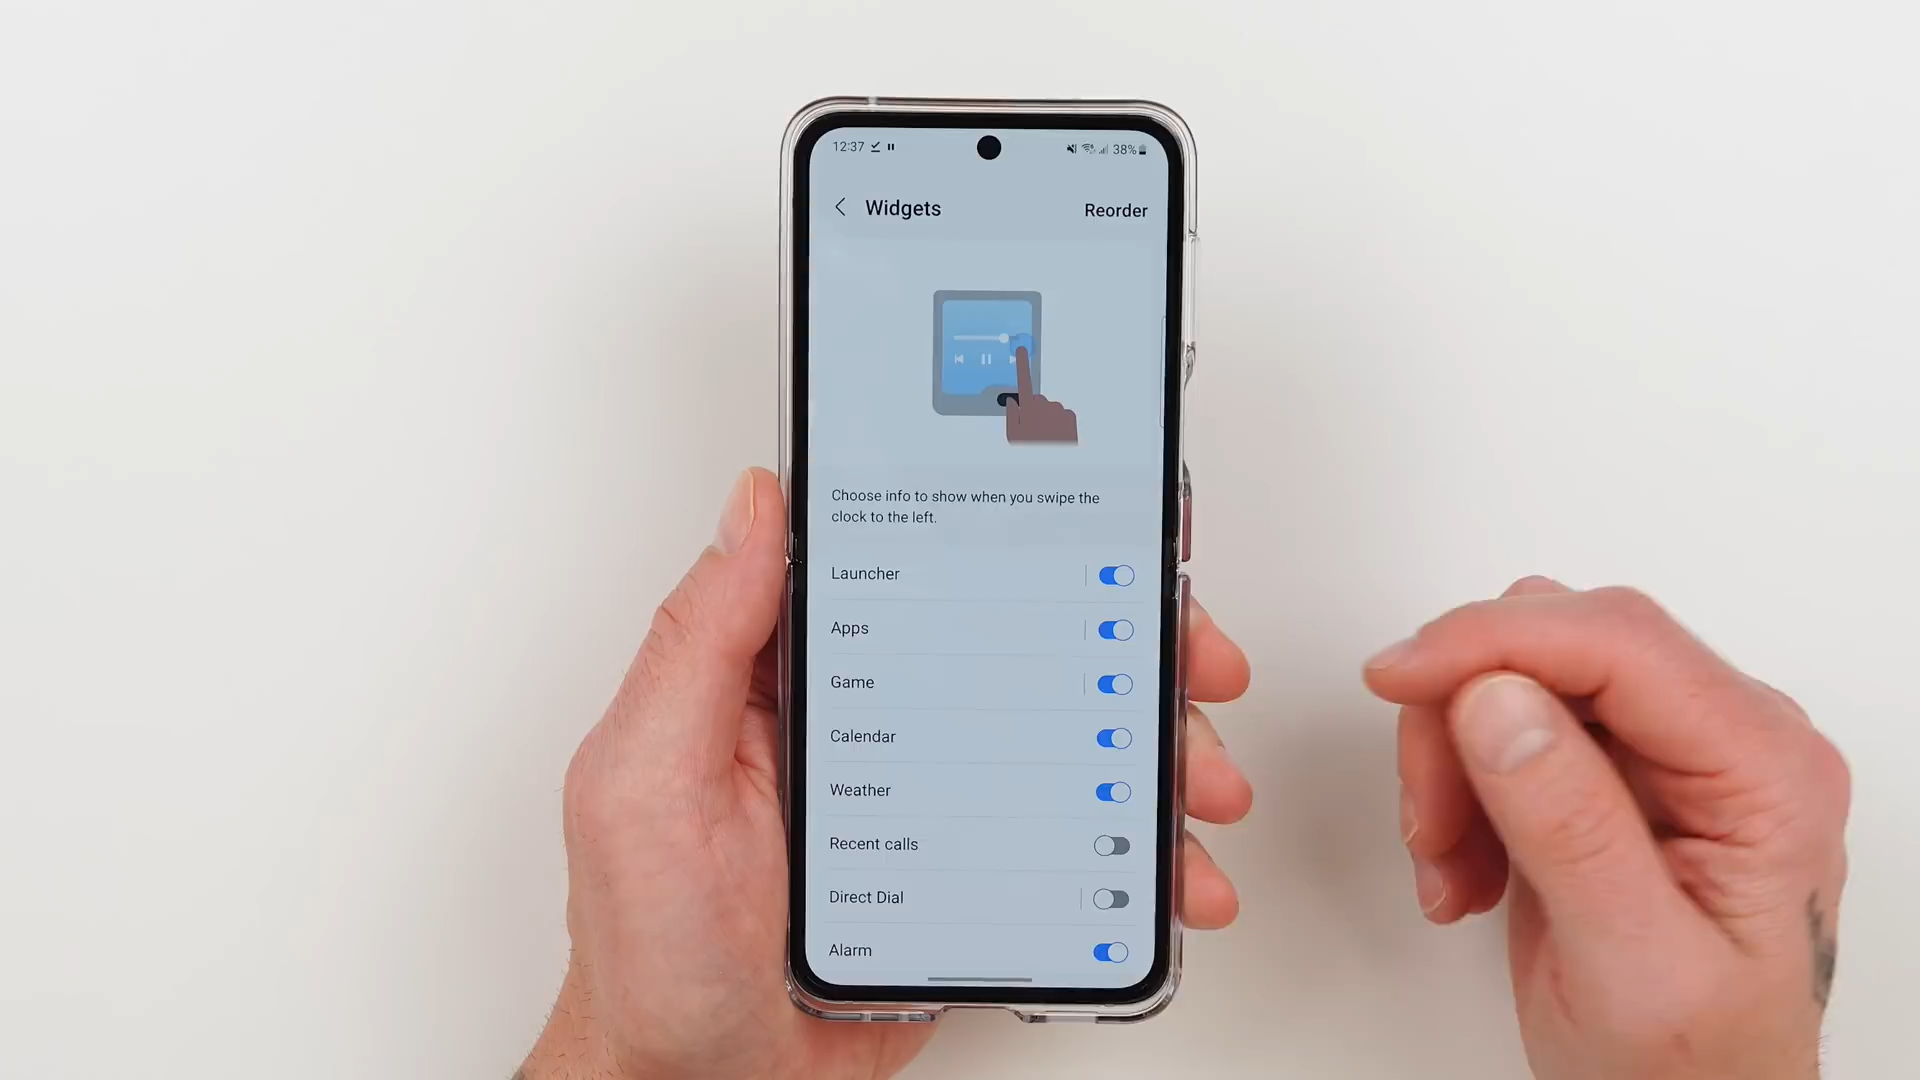 12:37
38%
Widgets
Reorder
Choose info to show when you swipe the
clock to the left.
Launcher
Apps
Game
Calendar
Weather
Recent calls
Direct Dial
Alarm